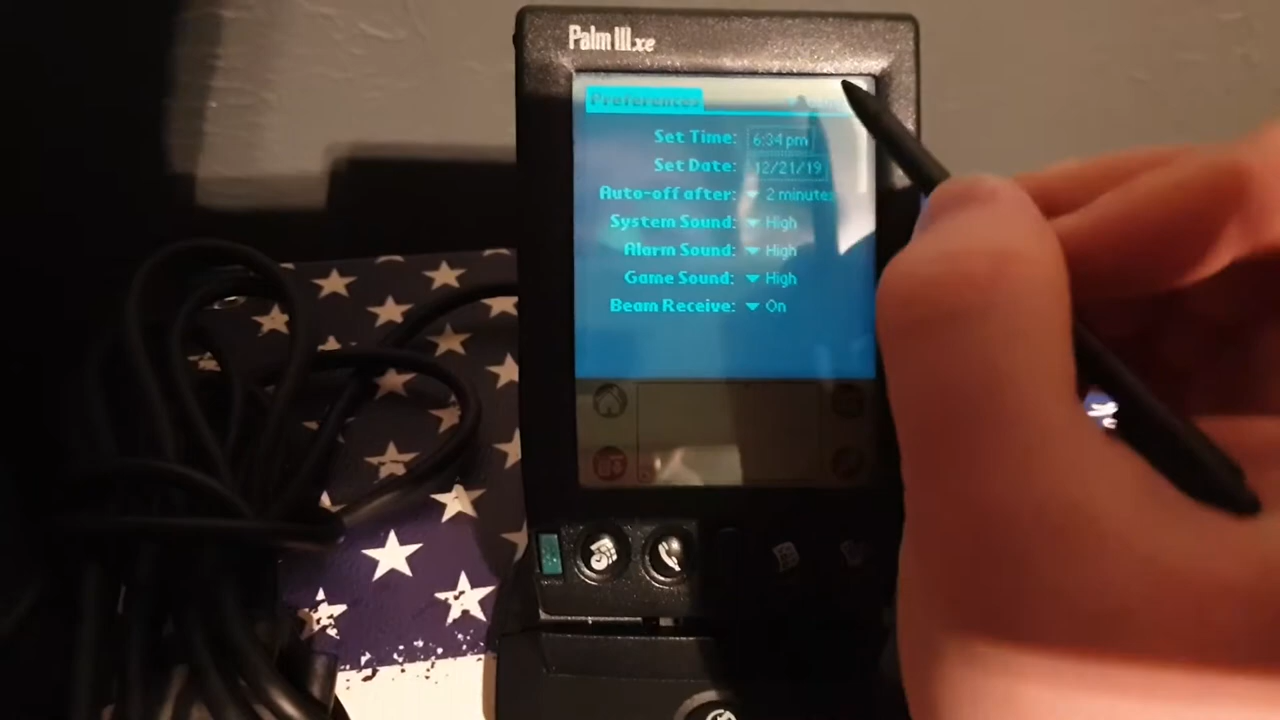 Palm IIIxe
Preferences
Set Time: 6:34 pm
Set Date: 12/21/19
Auto-off after: 2 minutes
System Sound: High
Alarm Sound: High
Game Sound: High
Beam Receive: On